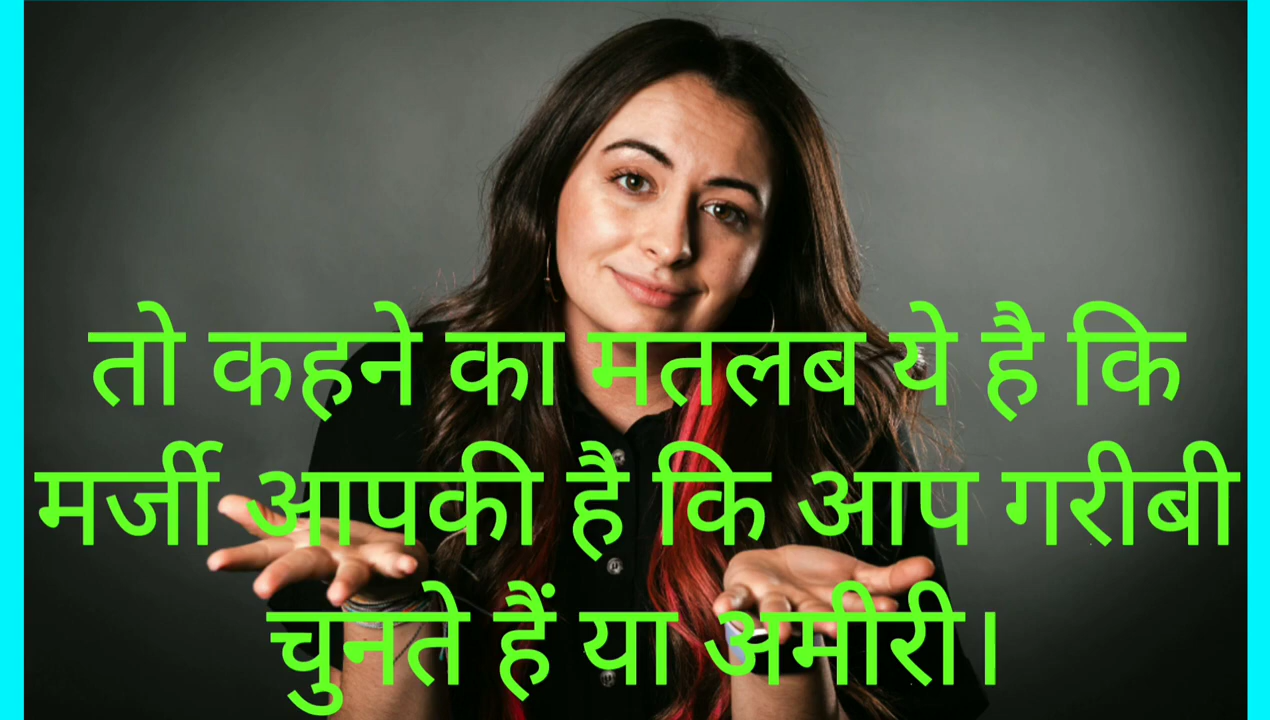 तो कहने का मतलब ये है कि
मर्जी आपकी है कि आप गरीबी
चुनते हैं या अमीरी।